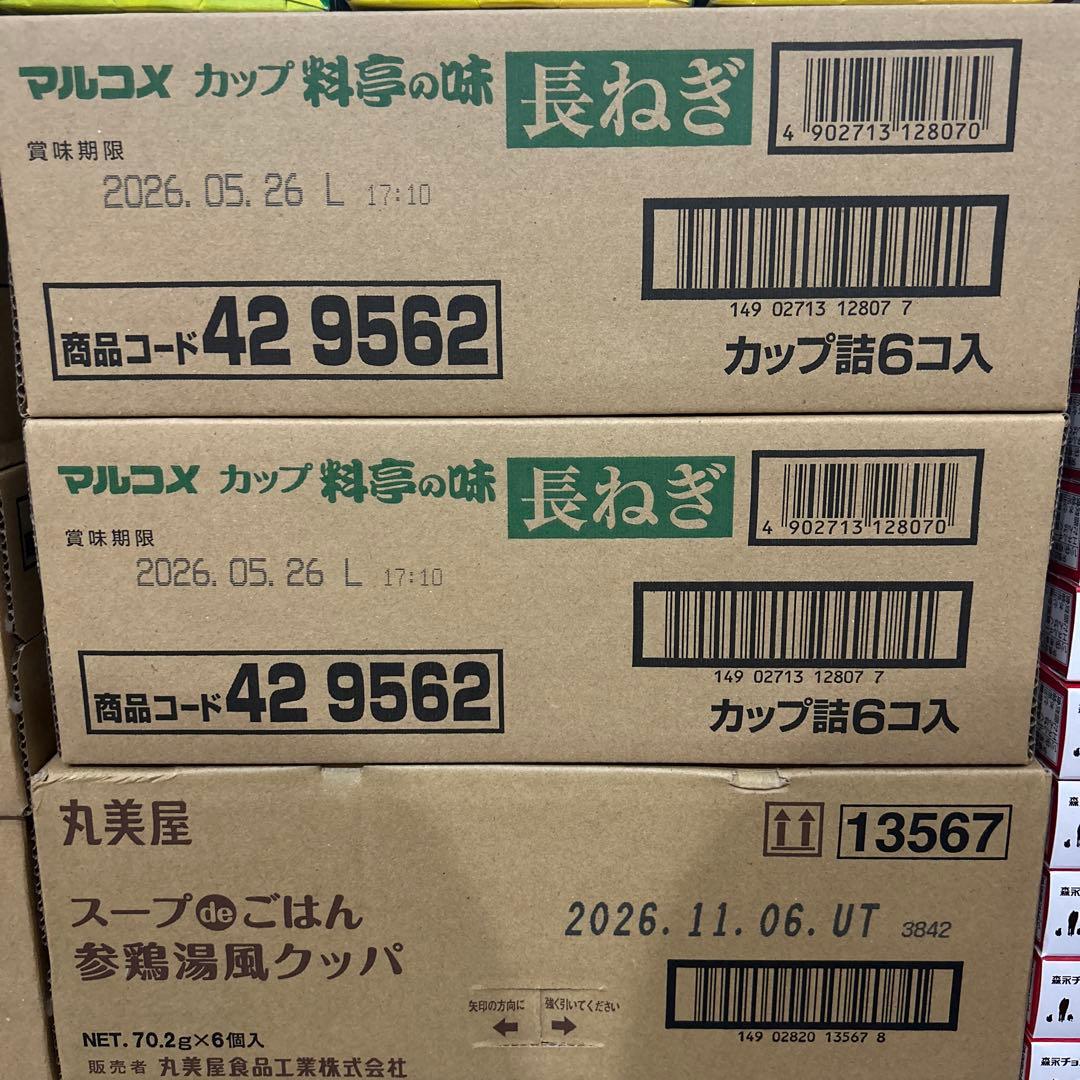 マルコメ カップ 料亭の味 長ねぎ
4 902713 128070
賞味期限
2026.05.26 L 17:10
149 02713 12807 7
商品コード 42 9562
カップ詰6コ入
マルコメ カップ 料亭の味 長ねぎ
4 902713 128070
賞味期限
2026.05.26 L 17:10
149 02713 12807 7
商品コード 42 9562
カップ詰6コ入
丸美屋
13567
スープdeごはん
参鶏湯風クッパ
2026.11.06.UT 3842
149 02820 13567 8
矢印の方向に 強く引いてください
NET.70.2g×6個入
販売者 丸美屋食品工業株式会社
森永チ
森永チョ